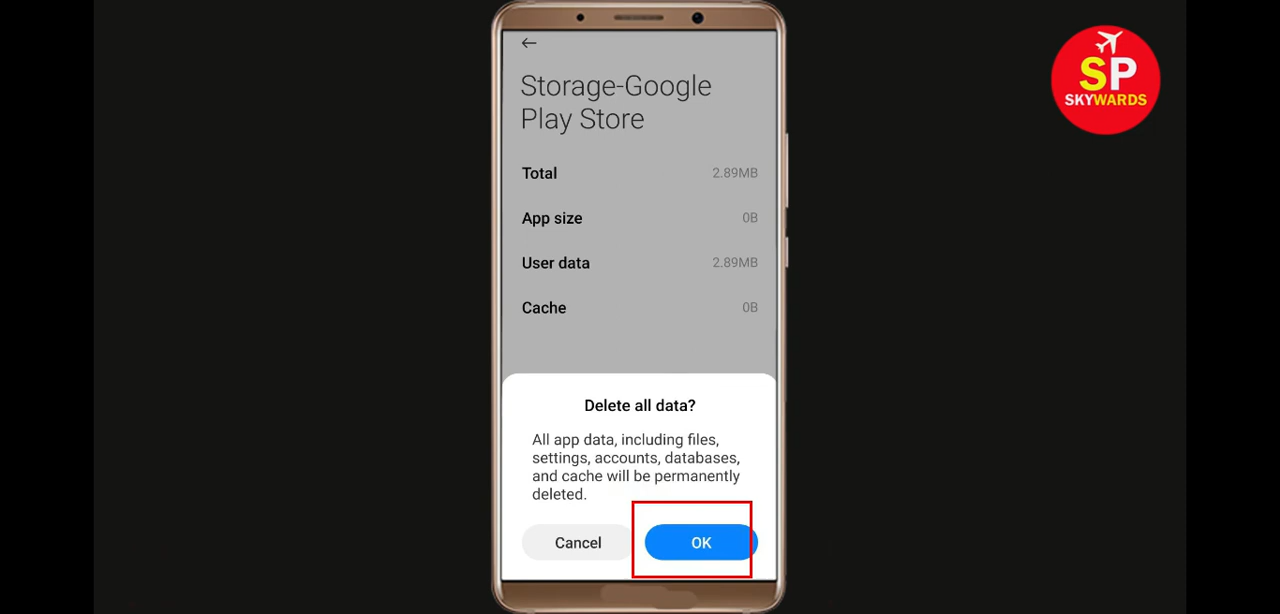 SP
SKYWARDS
Storage-Google
Play Store
Total 2.89MB
App size 0B
User data 2.89MB
Cache 0B
Delete all data?
All app data, including files,
settings, accounts, databases,
and cache will be permanently
deleted.
Cancel OK